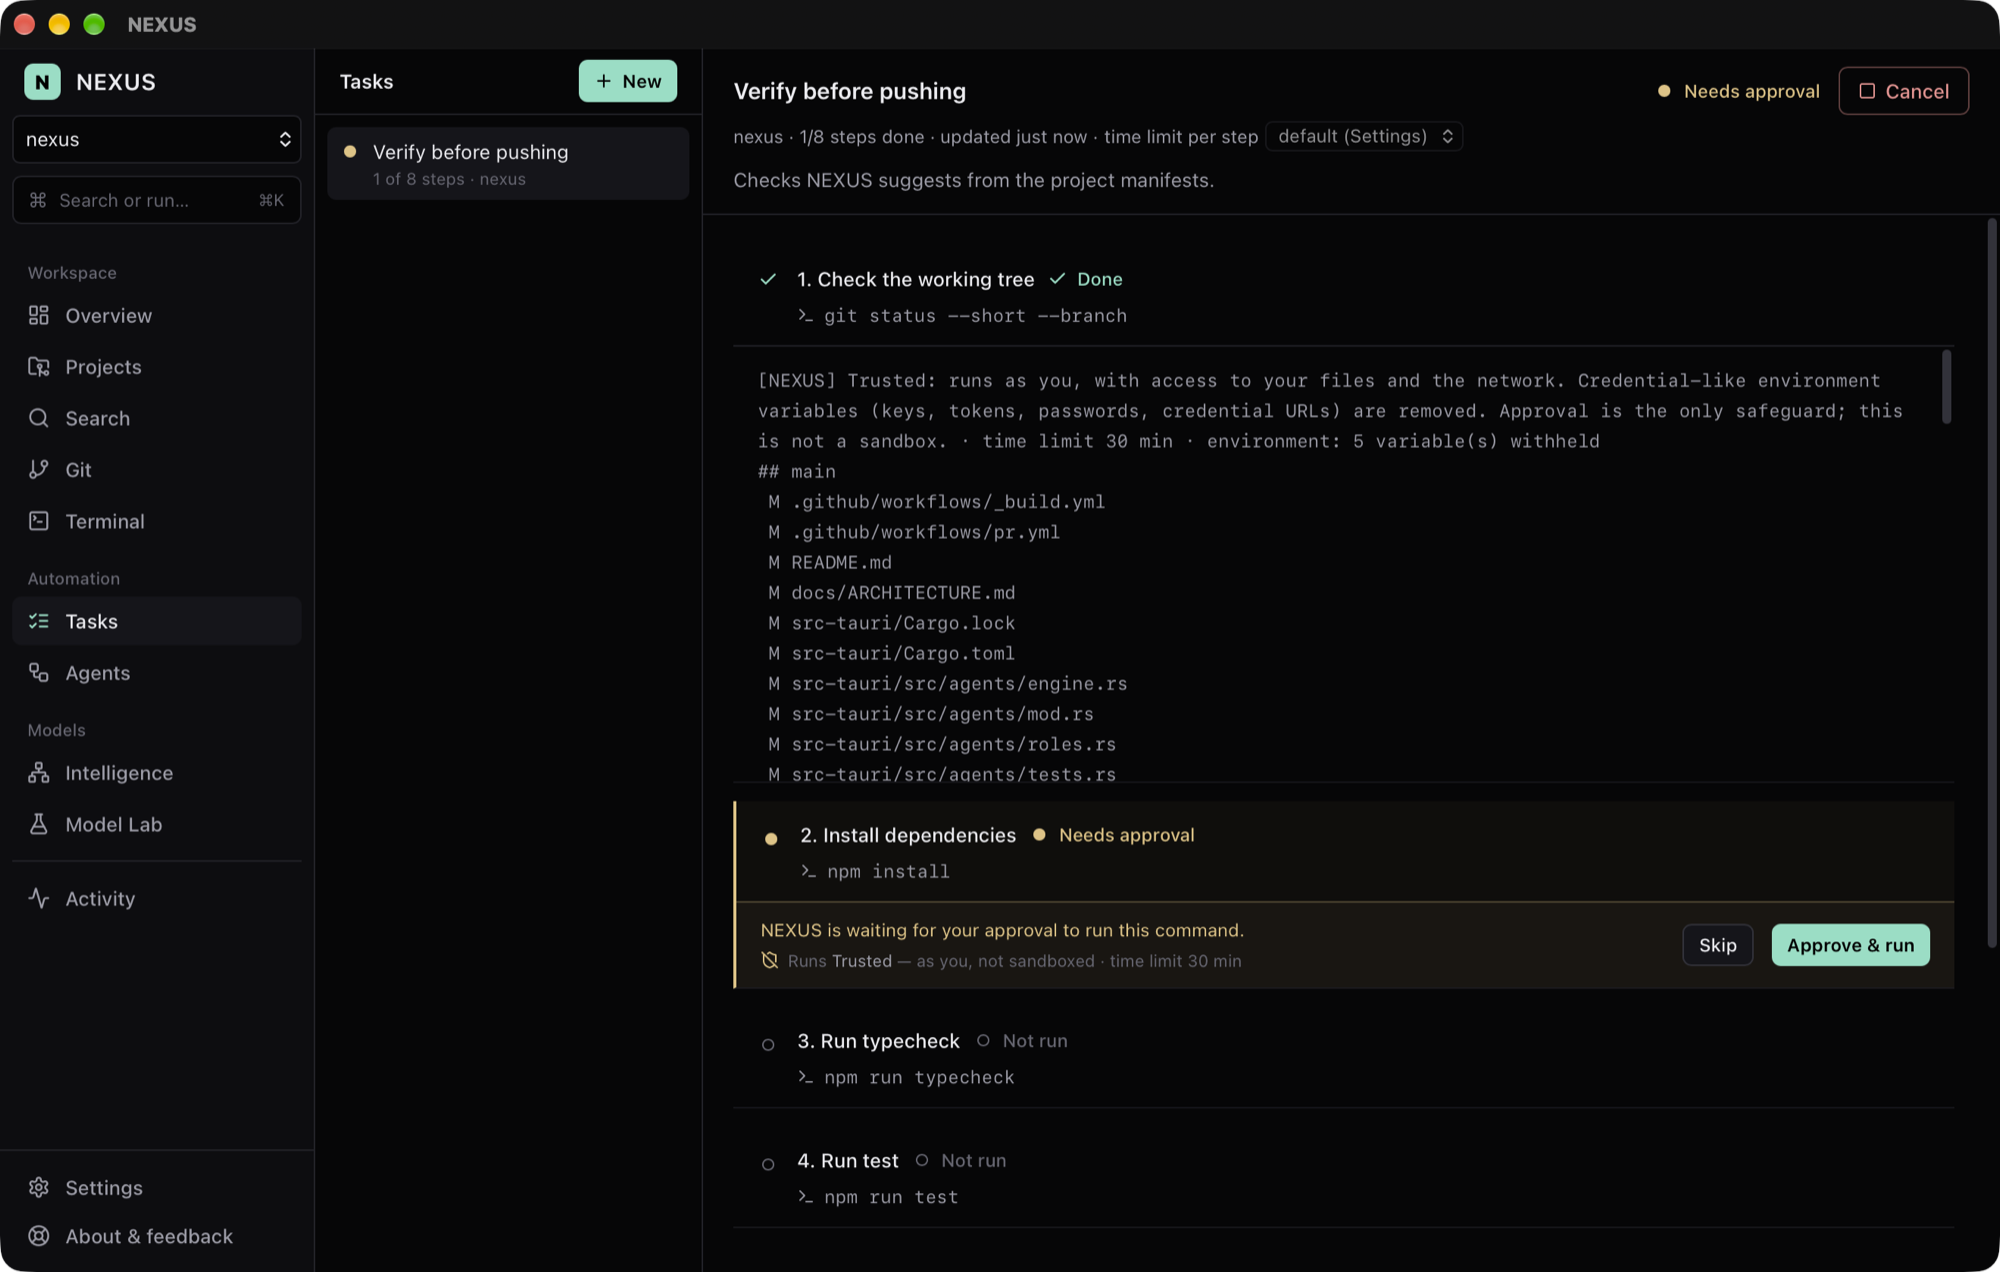 NEXUS
N NEXUS
nexus
⌘ Search or run... ⌘K
Workspace
Overview
Projects
Search
Git
Terminal
Automation
Tasks
Agents
Models
Intelligence
Model Lab
Activity
Settings
About & feedback
Tasks
+ New
Verify before pushing
1 of 8 steps · nexus
Verify before pushing
Needs approval
Cancel
nexus · 1/8 steps done · updated just now · time limit per step default (Settings)
Checks NEXUS suggests from the project manifests.
1. Check the working tree ✓ Done
git status --short --branch
[NEXUS] Trusted: runs as you, with access to your files and the network. Credential-like environment
variables (keys, tokens, passwords, credential URLs) are removed. Approval is the only safeguard; this
is not a sandbox. · time limit 30 min · environment: 5 variable(s) withheld
## main
M .github/workflows/_build.yml
M .github/workflows/pr.yml
M README.md
M docs/ARCHITECTURE.md
M src-tauri/Cargo.lock
M src-tauri/Cargo.toml
M src-tauri/src/agents/engine.rs
M src-tauri/src/agents/mod.rs
M src-tauri/src/agents/roles.rs
M src-tauri/src/agents/tests.rs
2. Install dependencies Needs approval
npm install
NEXUS is waiting for your approval to run this command.
Runs Trusted — as you, not sandboxed · time limit 30 min
Skip
Approve & run
3. Run typecheck Not run
npm run typecheck
4. Run test Not run
npm run test